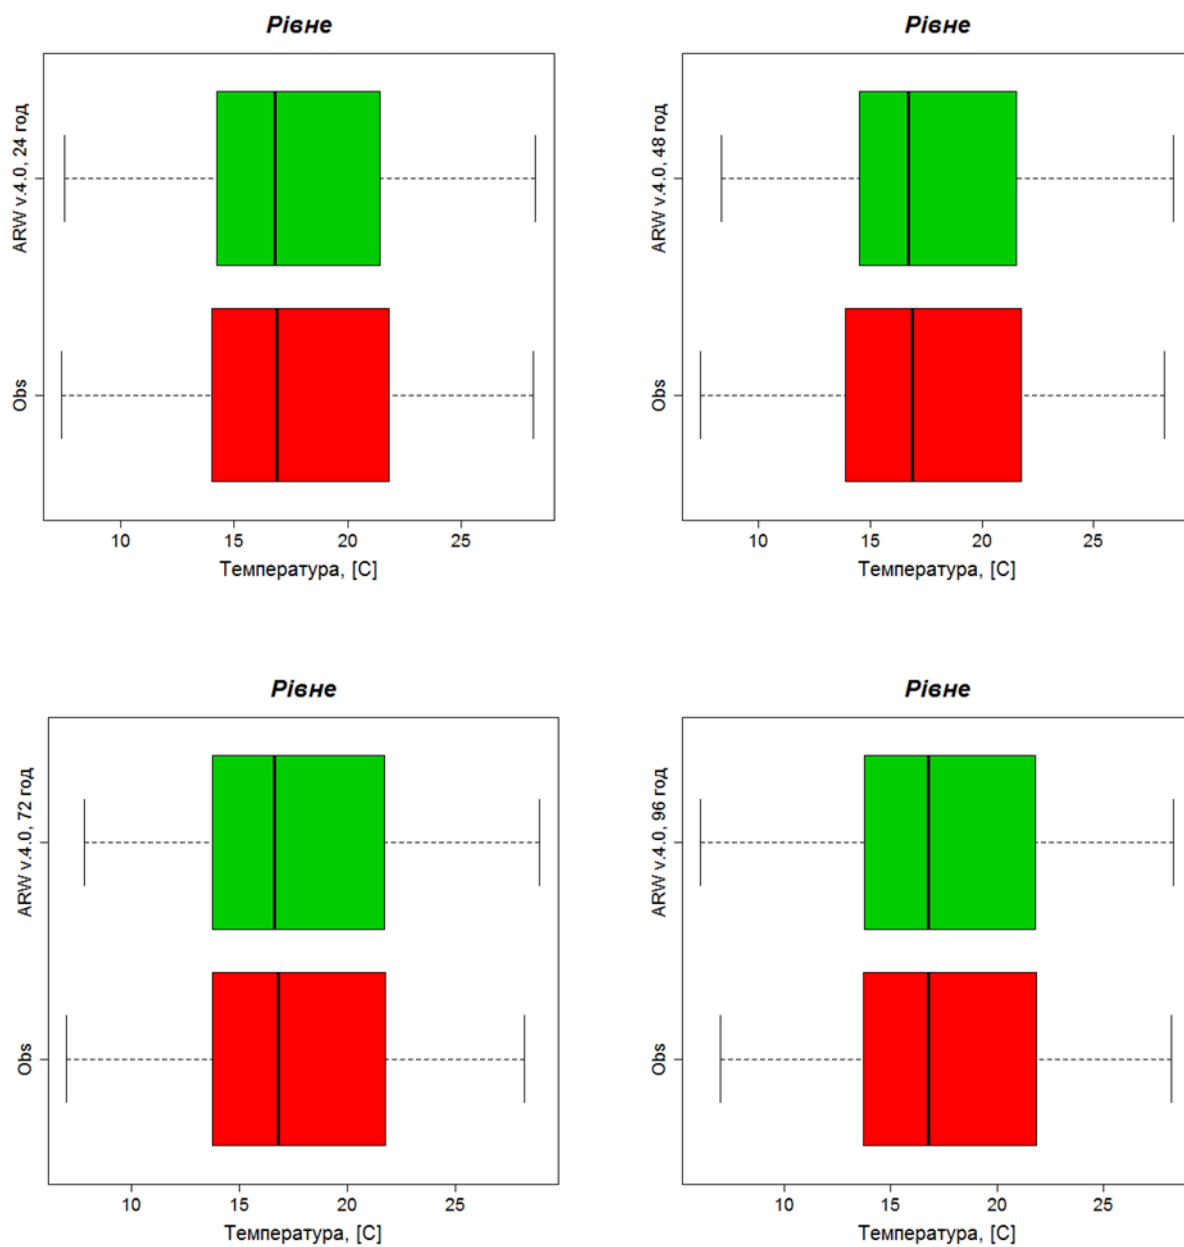 Рівне
ARW v.4.0, 24 год
Obs
10 15 20 25
Температура, [C]
Рівне
ARW v.4.0, 48 год
Obs
10 15 20 25
Температура, [C]
Рівне
ARW v.4.0, 72 год
Obs
10 15 20 25
Температура, [C]
Рівне
ARW v.4.0, 96 год
Obs
10 15 20 25
Температура, [C]